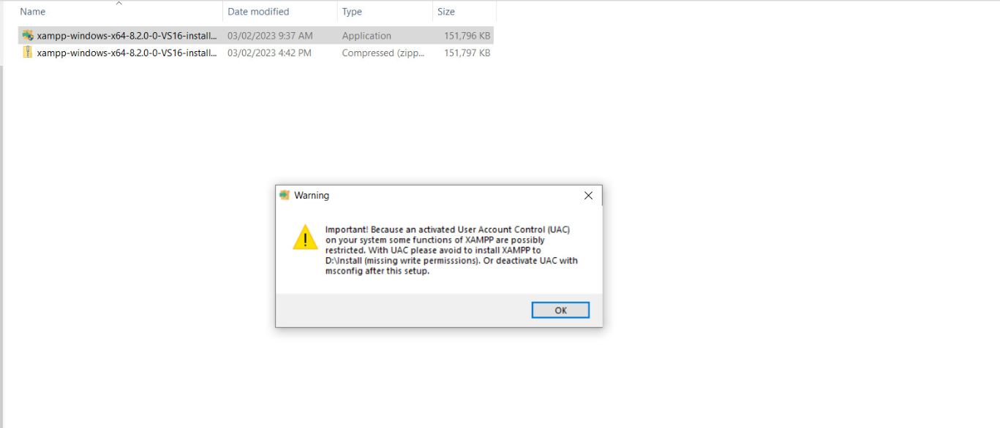 Name Date modified Type Size
xampp-windows-x64-8.2.0-0-VS16-install... 03/02/2023 9:37 AM Application 151,796 KB
xampp-windows-x64-8.2.0-0-VS16-install... 03/02/2023 4:42 PM Compressed (zipp... 151,797 KB
Warning
Important! Because an activated User Account Control (UAC)
on your system some functions of XAMPP are possibly
restricted. With UAC please avoid to install XAMPP to
D:\Install (missing write permisssions). Or deactivate UAC with
msconfig after this setup.
OK